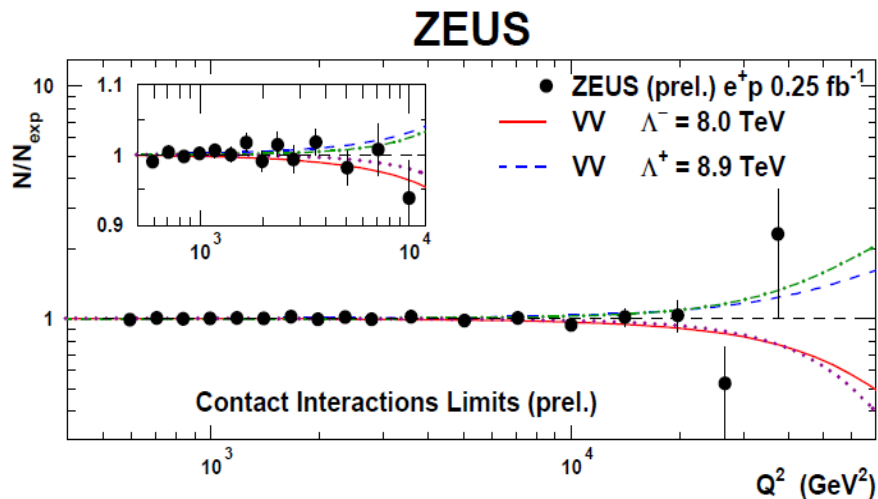 ZEUS
N/N_exp
10
1
1.1
1
0.9
10^3
10^4
ZEUS (prel.) e^+p 0.25 fb^-1
VV Λ^- = 8.0 TeV
VV Λ^+ = 8.9 TeV
Contact Interactions Limits (prel.)
10^3
10^4
Q^2 (GeV^2)